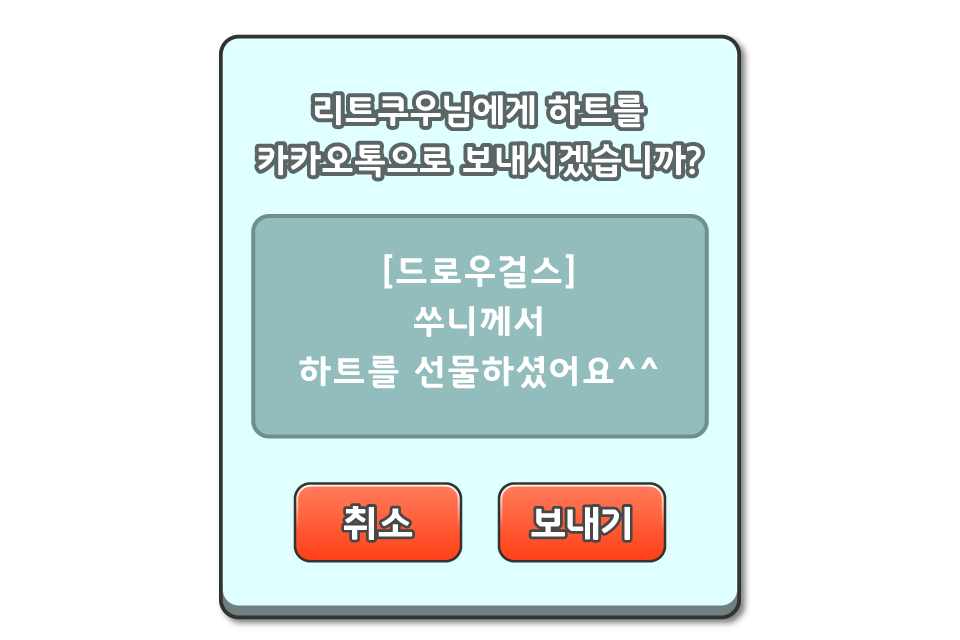 리트쿠우님에게 하트를
카카오톡으로 보내시겠습니까?
[드로우걸스]
쑤니께서
하트를 선물하셨어요^^
취소
보내기